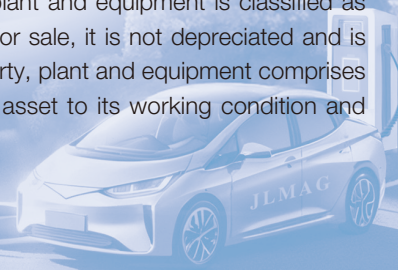 plant and equipment is classified as
or sale, it is not depreciated and is
rty, plant and equipment comprises
asset to its working condition and
JLMAG